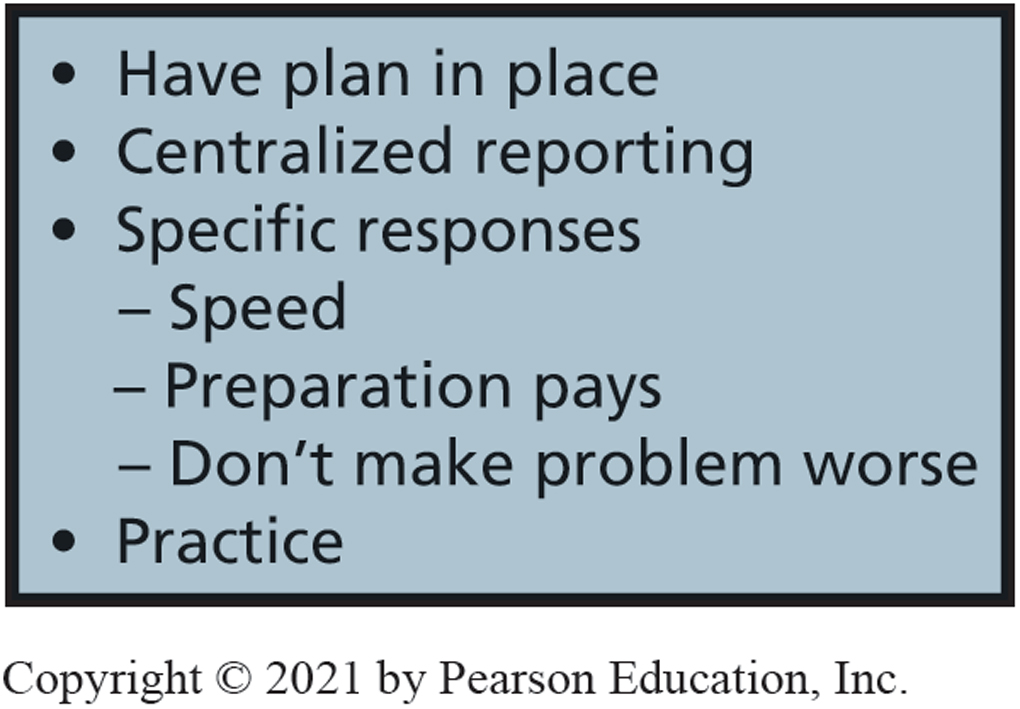 • Have plan in place
• Centralized reporting
• Specific responses
– Speed
– Preparation pays
– Don’t make problem worse
• Practice
Copyright © 2021 by Pearson Education, Inc.